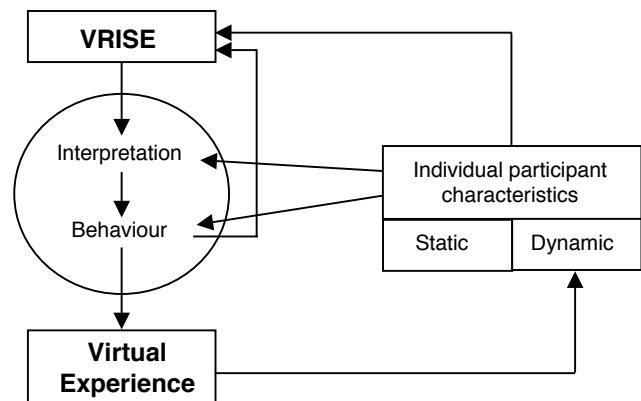 VRISE
Interpretation
Behaviour
Virtual
Experience
Individual participant
characteristics
Static
Dynamic